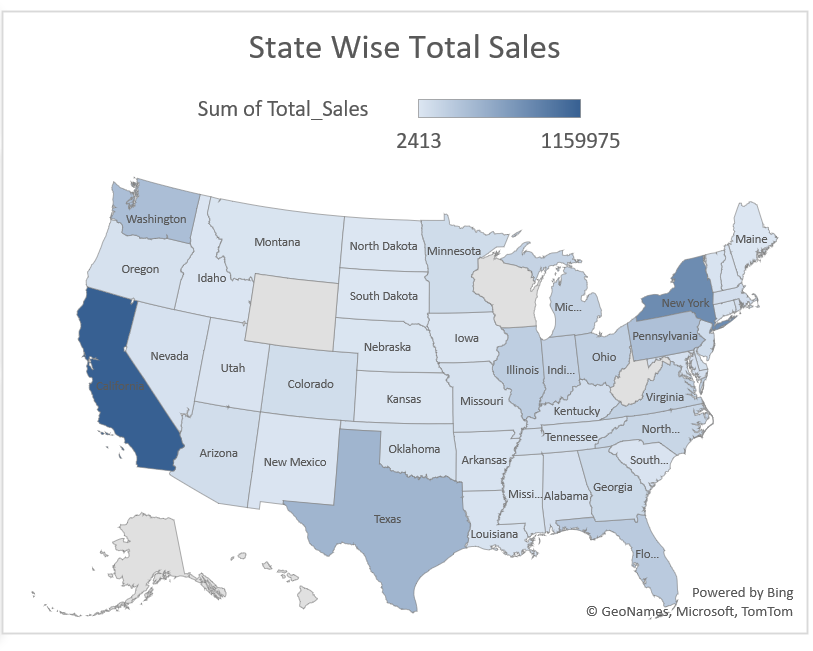 State Wise Total Sales
Sum of Total_Sales
2413 1159975
Washington
Montana
North Dakota
Minnesota
Maine
Oregon
Idaho
South Dakota
Mic...
New York
Nevada
Utah
Nebraska
Iowa
Pennsylvania
Colorado
Kansas
Missouri
Illinois
Indi...
Ohio
Virginia
Kentucky
Arizona
New Mexico
Oklahoma
Arkansas
Tennessee
North...
South...
Texas
Louisiana
Missi...
Alabama
Georgia
Flo...
Powered by Bing
© GeoNames, Microsoft, TomTom